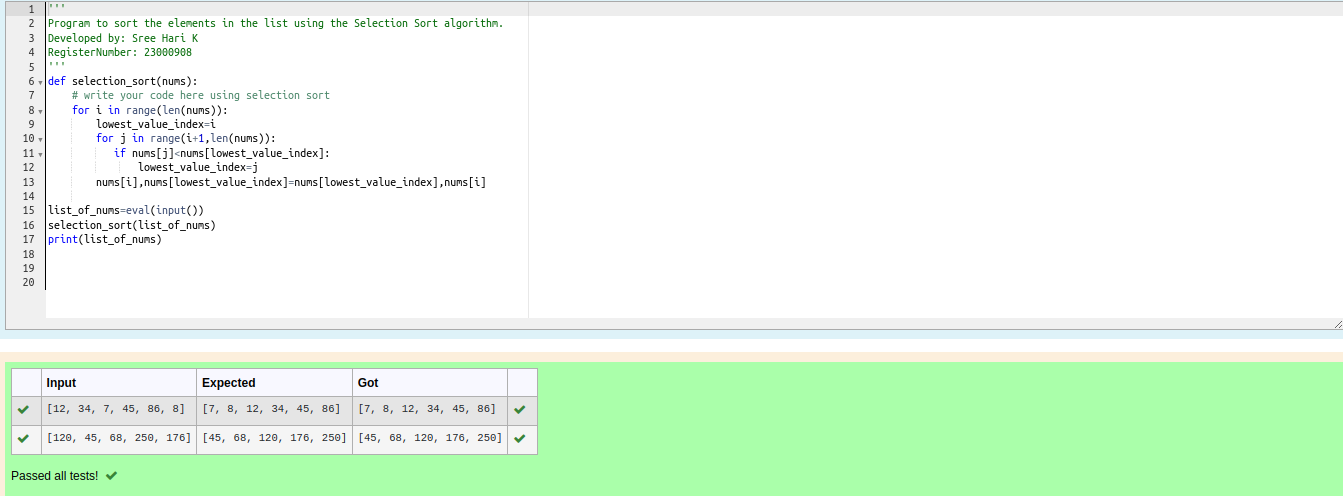 1 '''
2 Program to sort the elements in the list using the Selection Sort algorithm.
3 Developed by: Sree Hari K
4 RegisterNumber: 23000908
5 '''
6 def selection_sort(nums):
7     # write your code here using selection sort
8     for i in range(len(nums)):
9         lowest_value_index=i
10         for j in range(i+1,len(nums)):
11            if nums[j]<nums[lowest_value_index]:
12                lowest_value_index=j
13         nums[i],nums[lowest_value_index]=nums[lowest_value_index],nums[i]
14
15 list_of_nums=eval(input())
16 selection_sort(list_of_nums)
17 print(list_of_nums)
18
19
20
Input Expected Got
[12, 34, 7, 45, 86, 8] [7, 8, 12, 34, 45, 86] [7, 8, 12, 34, 45, 86]
[120, 45, 68, 250, 176] [45, 68, 120, 176, 250] [45, 68, 120, 176, 250]
Passed all tests!